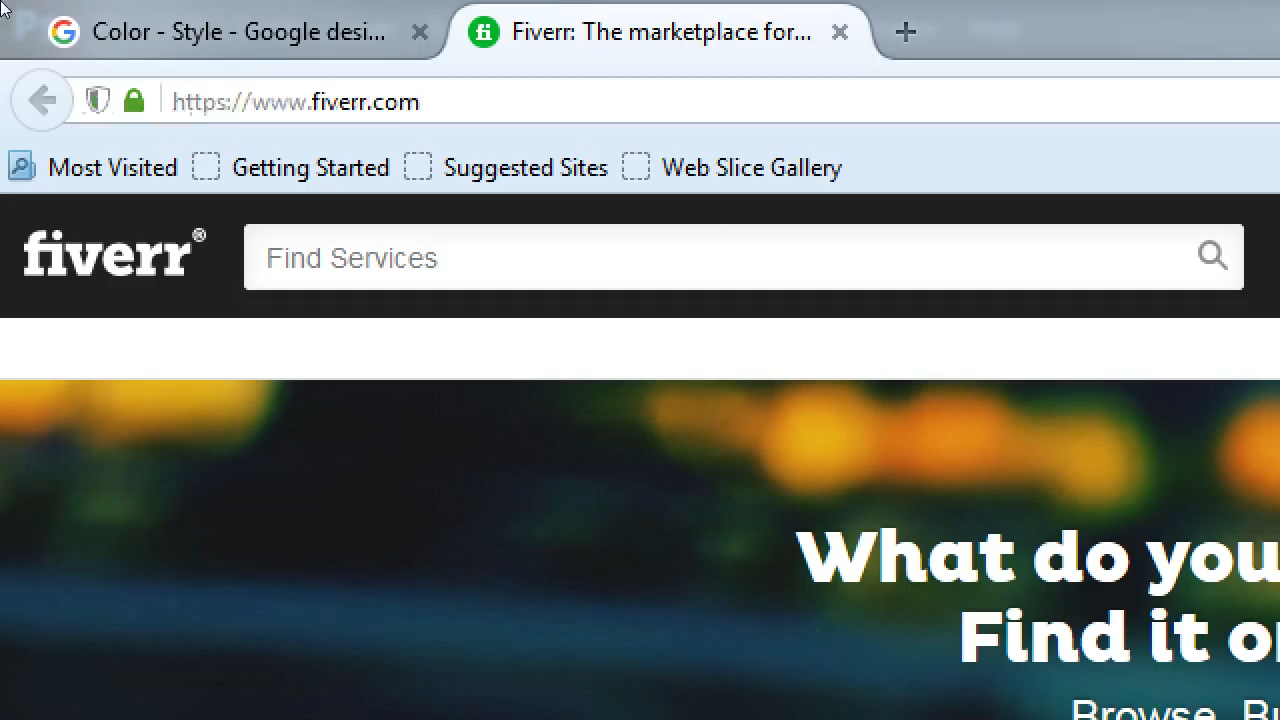 Color - Style - Google desi...
Fiverr: The marketplace for...
https://www.fiverr.com
Most Visited
Getting Started
Suggested Sites
Web Slice Gallery
fiverr®
Find Services
What do you
Find it
Browse.